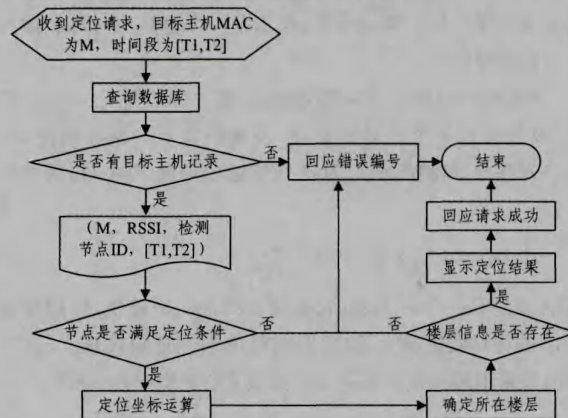 收到定位请求，目标主机MAC
为M，时间段为[T1,T2]
查询数据库
是否有目标主机记录
否
回应错误编号
结束
是
（M，RSSI，检测
节点ID，[T1,T2]）
回应请求成功
显示定位结果
是
节点是否满足定位条件
否
否
楼层信息是否存在
是
定位坐标运算
确定所在楼层